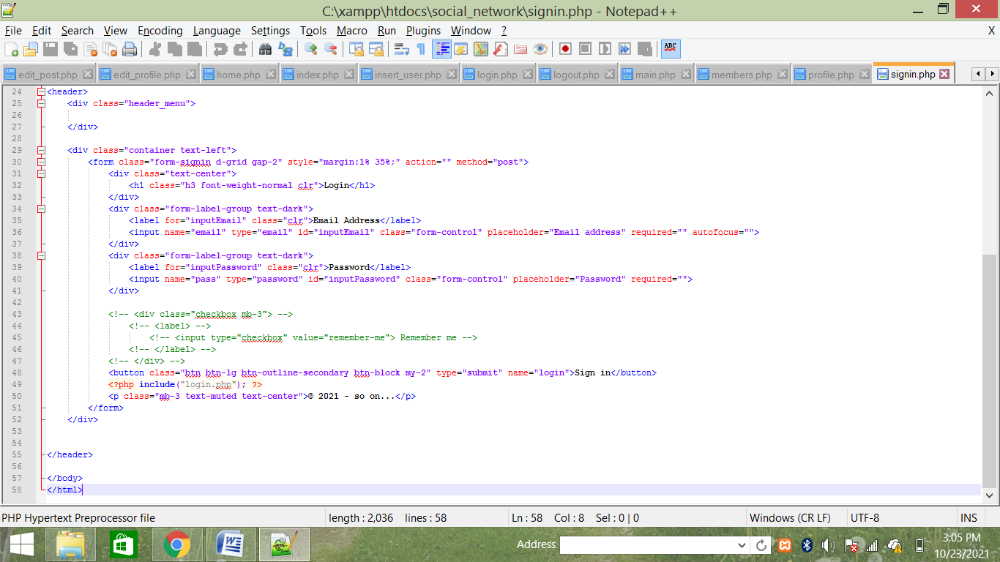 C:\xampp\htdocs\social_network\signin.php - Notepad++
File Edit Search View Encoding Language Settings Tools Macro Run Plugins Window ? X
ABC
edit_post.php edit_profile.php home.php index.php insert_user.php login.php logout.php main.php members.php profile.php signin.php
24 <header>
25 <div class="header_menu">
26
27 </div>
28
29 <div class="container text-left">
30 <form class="form-signin d-grid gap-2" style="margin:1% 35%;" action="" method="post">
31 <div class="text-center">
32 <h1 class="h3 font-weight-normal clr">Login</h1>
33 </div>
34 <div class="form-label-group text-dark">
35 <label for="inputEmail" class="clr">Email Address</label>
36 <input name="email" type="email" id="inputEmail" class="form-control" placeholder="Email address" required="" autofocus="">
37 </div>
38 <div class="form-label-group text-dark">
39 <label for="inputPassword" class="clr">Password</label>
40 <input name="pass" type="password" id="inputPassword" class="form-control" placeholder="Password" required="">
41 </div>
42
43 <!-- <div class="checkbox mb-3"> -->
44 <!-- <label> -->
45 <!-- <input type="checkbox" value="remember-me"> Remember me -->
46 <!-- </label> -->
47 <!-- </div> -->
48 <button class="btn btn-lg btn-outline-secondary btn-block my-2" type="submit" name="login">Sign in</button>
49 <?php include("login.php"); ?>
50 <p class="mb-3 text-muted text-center">© 2021 - so on...</p>
51 </form>
52 </div>
53
54
55 </header>
56
57 </body>
58 </html>
PHP Hypertext Preprocessor file length : 2,036 lines : 58 Ln : 58 Col : 8 Sel : 0 | 0 Windows (CR LF) UTF-8 INS
Address 3:05 PM
10/23/2021